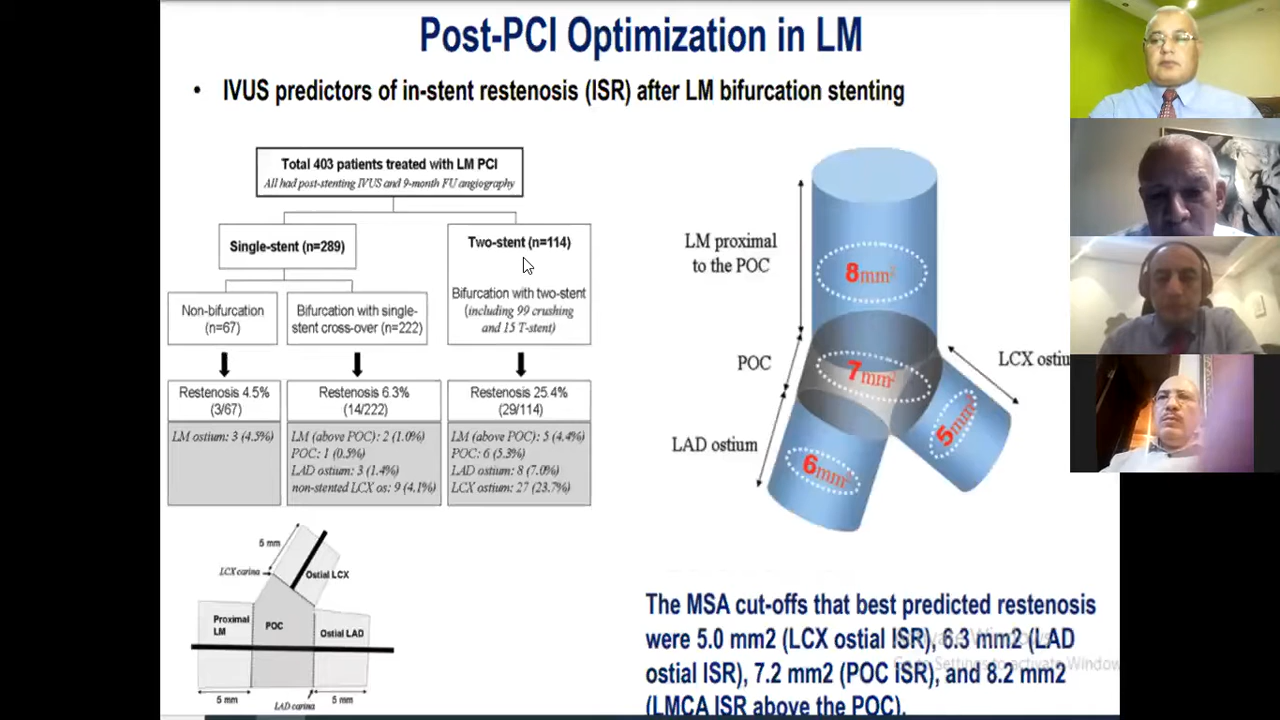 Post-PCI Optimization in LM
• IVUS predictors of in-stent restenosis (ISR) after LM bifurcation stenting
Total 403 patients treated with LM PCI
All had post-stenting IVUS and 9-month FU angiography
Single-stent (n=289)
Two-stent (n=114)
Bifurcation with two-stent
(including 99 crushing
and 15 T-stent)
Non-bifurcation
(n=67)
Bifurcation with single-
stent cross-over (n=222)
Restenosis 4.5%
(3/67)
LM ostium: 3 (4.5%)
Restenosis 6.3%
(14/222)
LM (above POC): 2 (1.0%)
POC: 1 (0.5%)
LAD ostium: 3 (1.4%)
non-stented LCX os: 9 (4.1%)
Restenosis 25.4%
(29/114)
LM (above POC): 5 (4.4%)
POC: 6 (5.3%)
LAD ostium: 8 (7.0%)
LCX ostium: 27 (23.7%)
5 mm
LCX carina
Ostial LCX
Proximal
LM
POC
Ostial LAD
5 mm
LAD carina
5 mm
LM proximal
to the POC
8mm²
POC
7mm²
LCX ostiu
LAD ostium
5mm²
6mm²
The MSA cut-offs that best predicted restenosis
were 5.0 mm2 (LCX ostial ISR), 6.3 mm2 (LAD
ostial ISR), 7.2 mm2 (POC ISR), and 8.2 mm2
(LMCA ISR above the POC).
Activate Windows
Go to Settings to activate Window